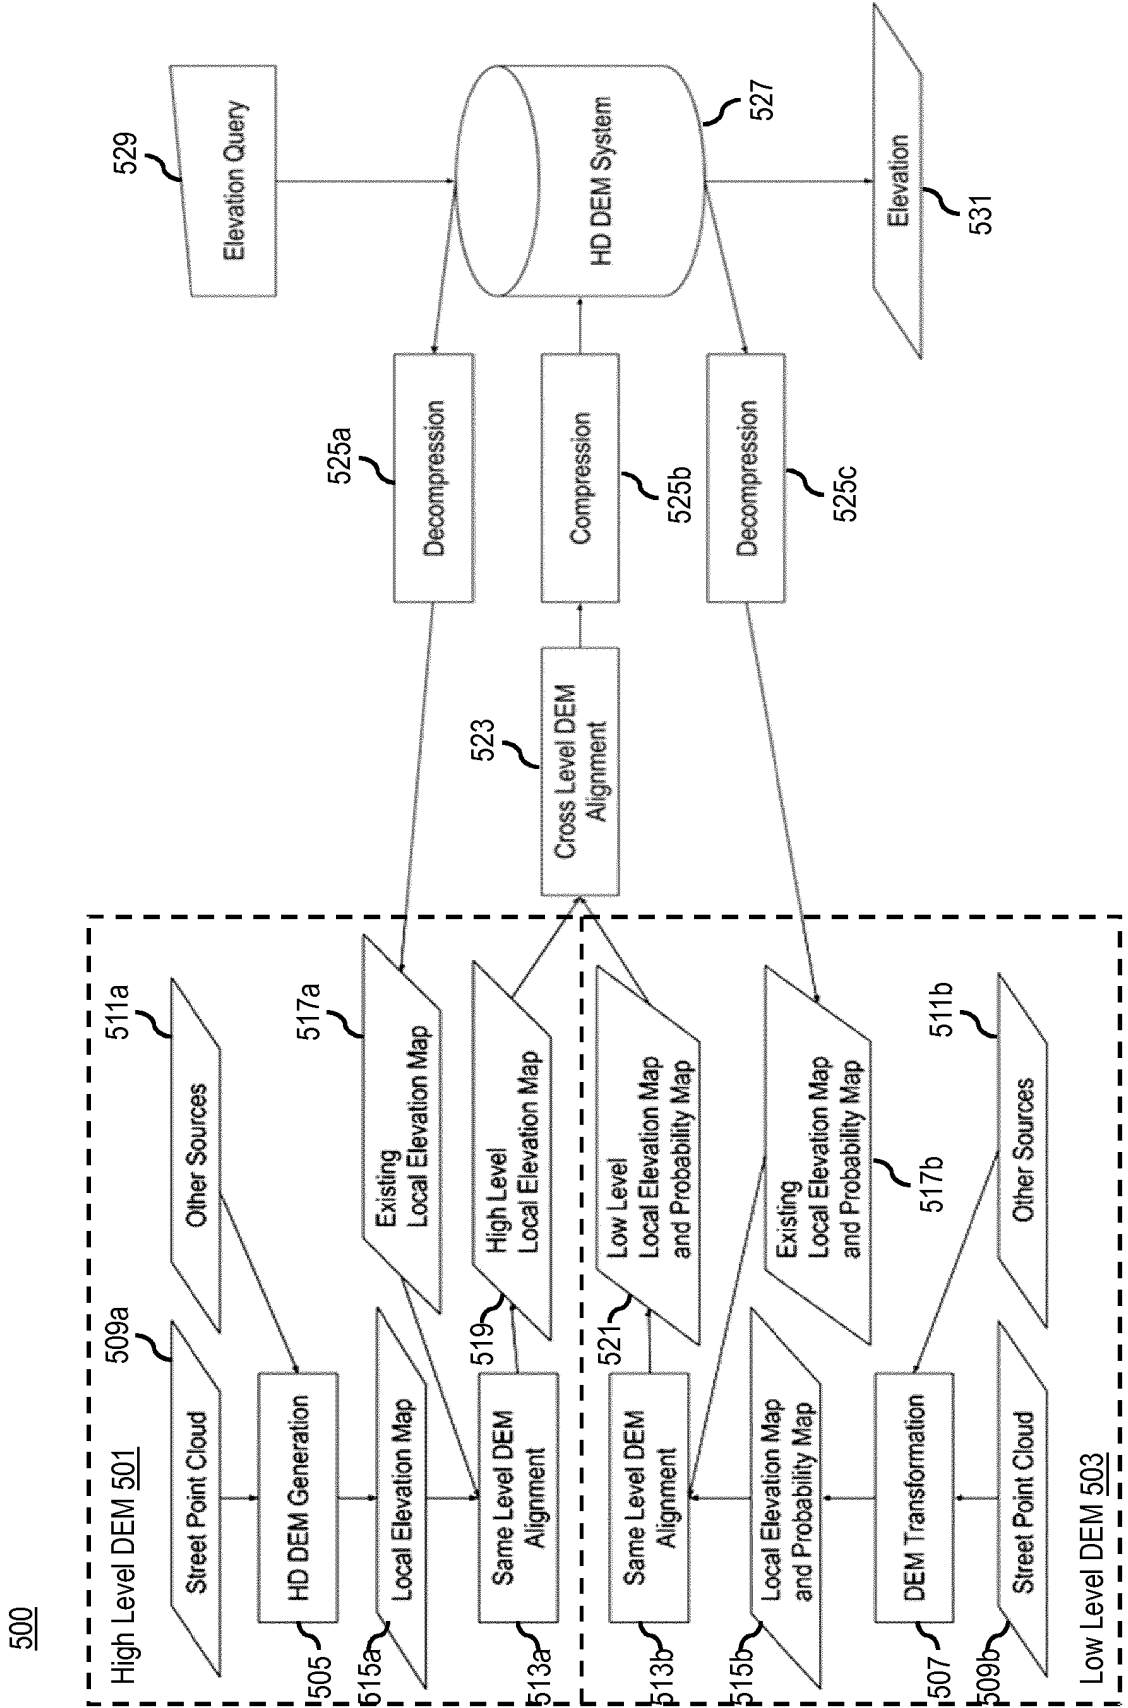 500
High Level DEM 501
509a
Street Point Cloud
511a
Other Sources
505
HD DEM Generation
515a
Local Elevation Map
517a
Existing
Local Elevation Map
513a
Same Level DEM
Alignment
519
High Level
Local Elevation Map
521
Low Level
Local Elevation Map
and Probability Map
513b
Same Level DEM
Alignment
515b
Local Elevation Map
and Probability Map
Existing
Local Elevation Map
and Probability Map
517b
507
DEM Transformation
509b
Street Point Cloud
511b
Other Sources
Low Level DEM 503
523
Cross Level DEM
Alignment
525a
Decompression
Compression
525b
Decompression
525c
529
Elevation Query
HD DEM System
527
Elevation
531